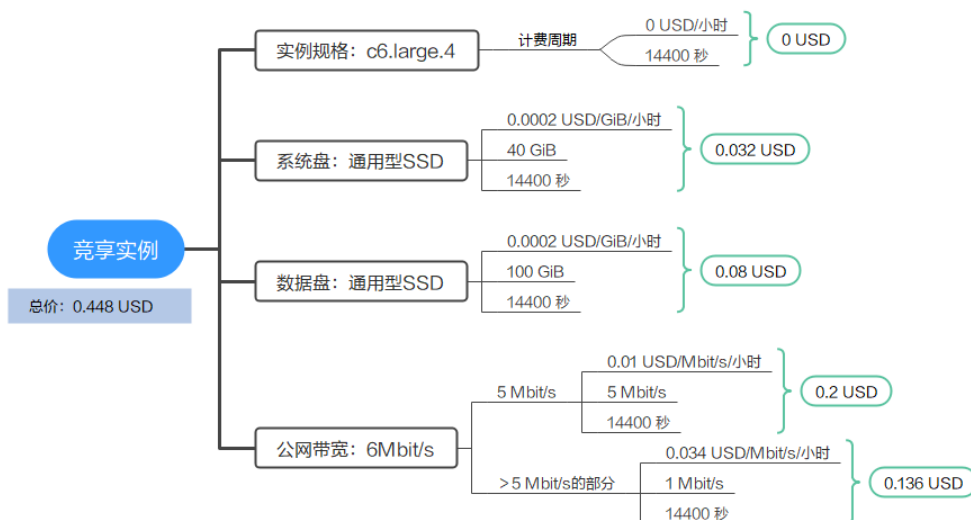 竞享实例
总价：0.448 USD
实例规格：c6.large.4
计费周期
0 USD/小时
14400 秒
0 USD
系统盘：通用型SSD
0.0002 USD/GiB/小时
40 GiB
14400 秒
0.032 USD
数据盘：通用型SSD
0.0002 USD/GiB/小时
100 GiB
14400 秒
0.08 USD
公网带宽：6Mbit/s
5 Mbit/s
0.01 USD/Mbit/s/小时
5 Mbit/s
14400 秒
0.2 USD
＞5 Mbit/s的部分
0.034 USD/Mbit/s/小时
1 Mbit/s
14400 秒
0.136 USD